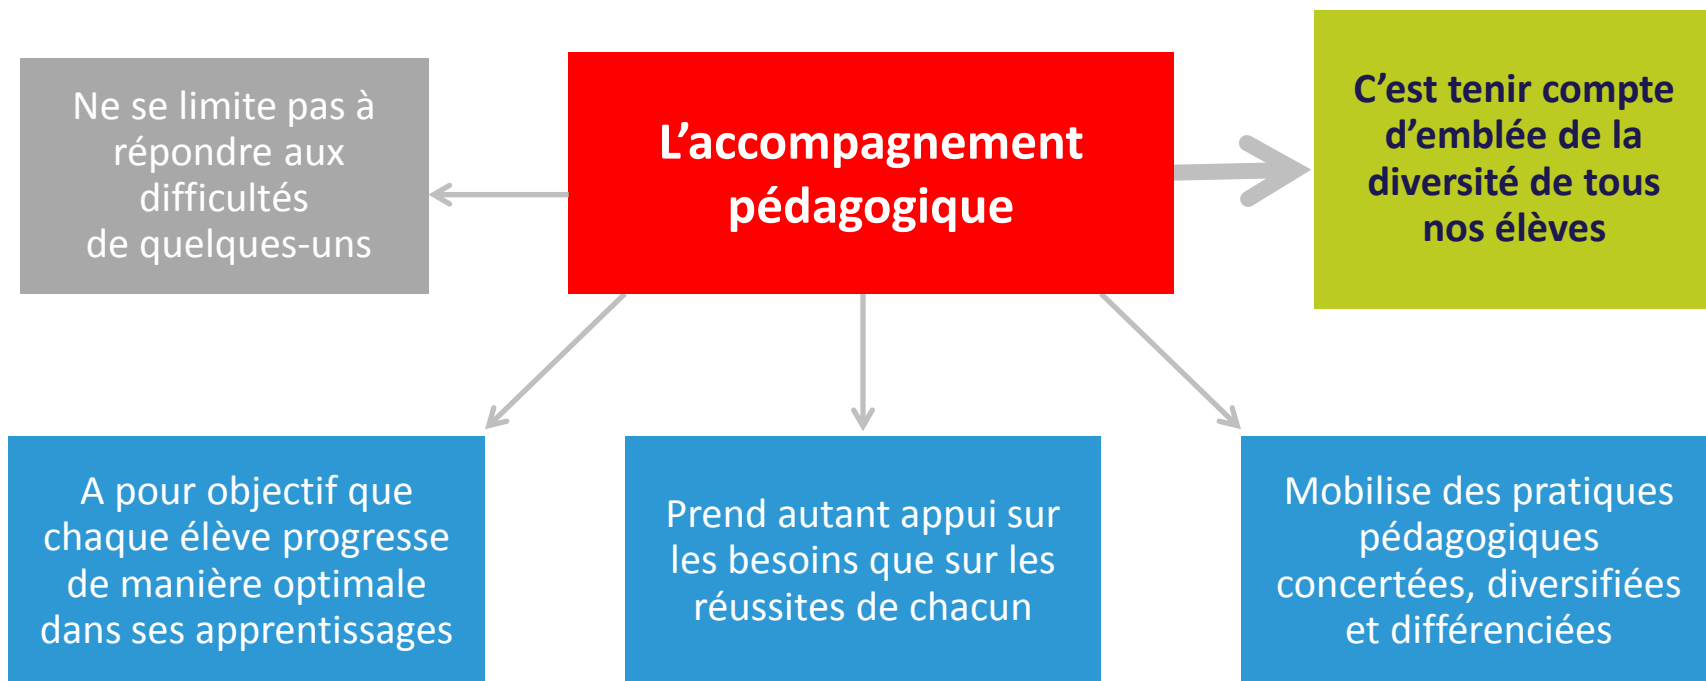 Ne se limite pas à
répondre aux
difficultés
de quelques-uns
L’accompagnement
pédagogique
C’est tenir compte
d’emblée de la
diversité de tous
nos élèves
A pour objectif que
chaque élève progresse
de manière optimale
dans ses apprentissages
Prend autant appui sur
les besoins que sur les
réussites de chacun
Mobilise des pratiques
pédagogiques
concertées, diversifiées
et différenciées